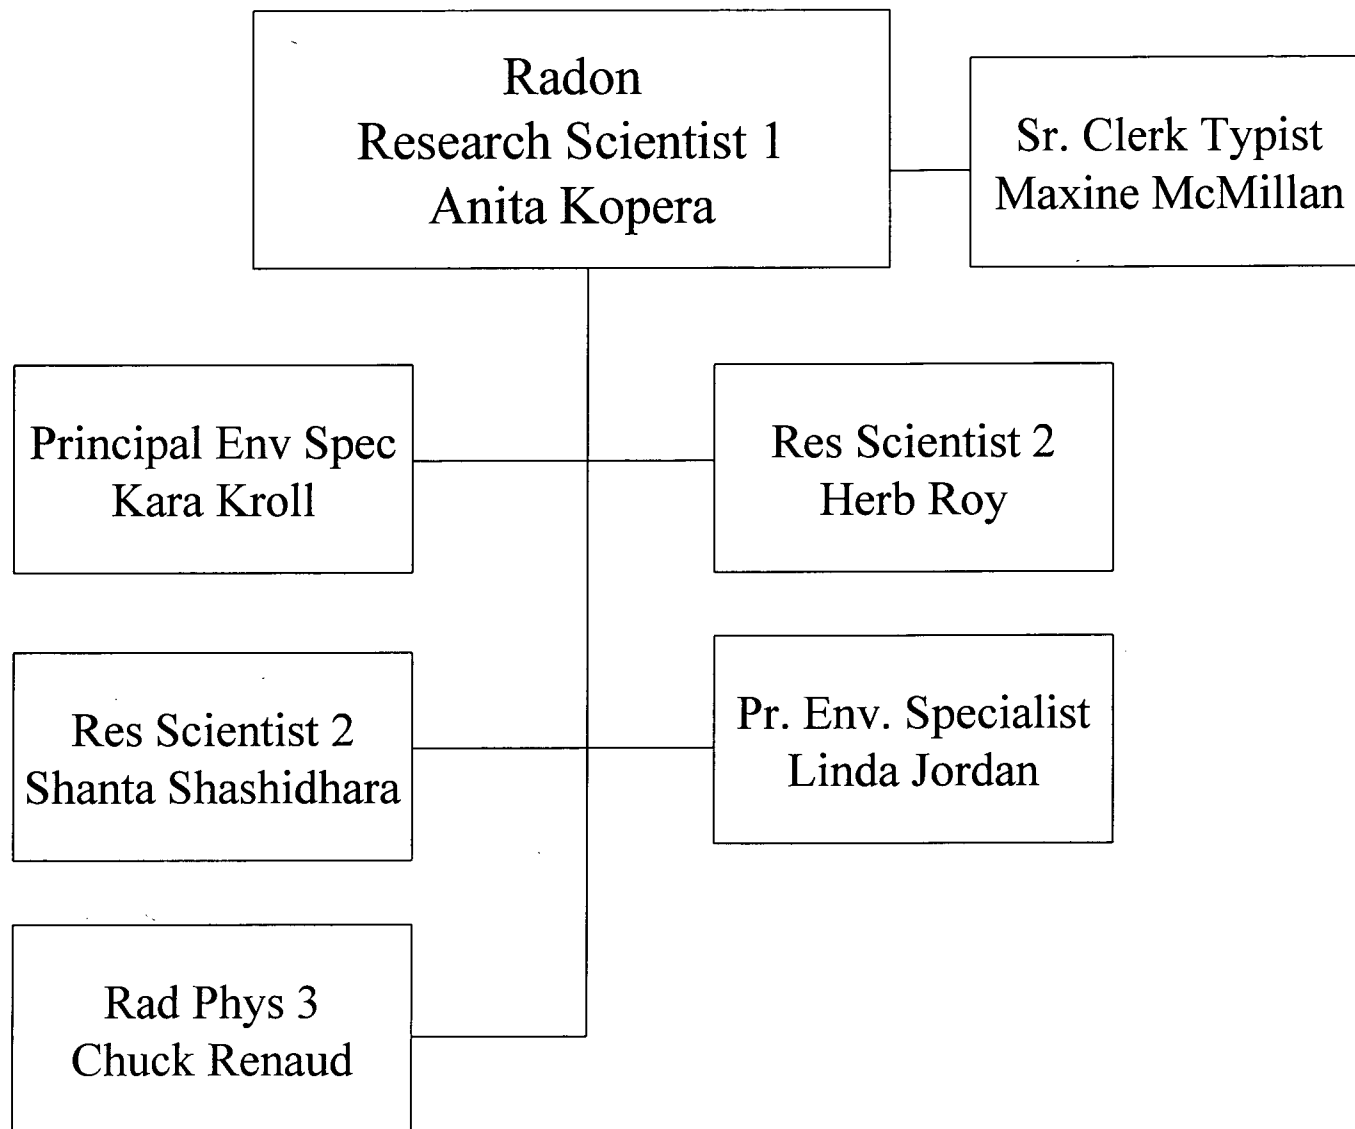 Radon
Research Scientist 1
Anita Kopera
Sr. Clerk Typist
Maxine McMillan
Principal Env Spec
Kara Kroll
Res Scientist 2
Herb Roy
Res Scientist 2
Shanta Shashidhara
Pr. Env. Specialist
Linda Jordan
Rad Phys 3
Chuck Renaud